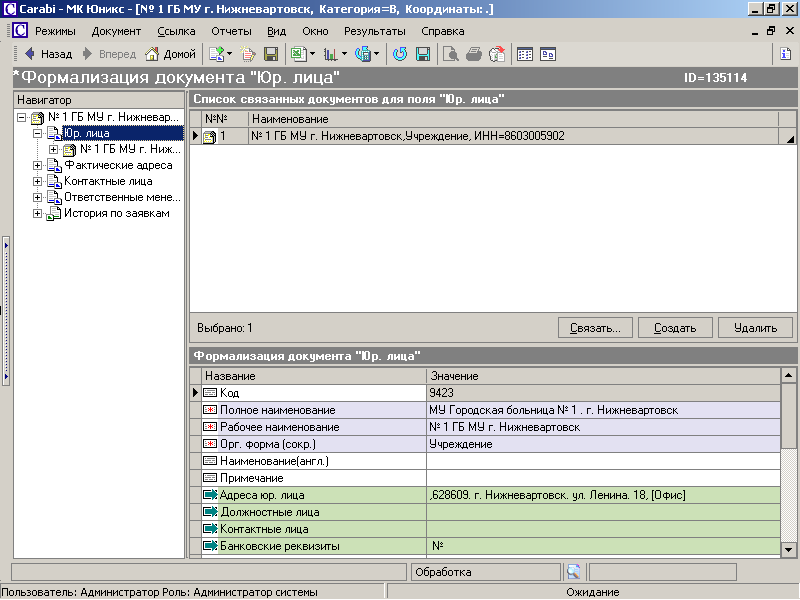 Carabi - МК Юникс - [№ 1 ГБ МУ г. Нижневартовск, Категория=В, Координаты: .]
Режимы Документ Ссылка Отчеты Вид Окно Результаты Справка
Назад Вперед Домой
*Формализация документа "Юр. лица" ID=135114
Навигатор
№ 1 ГБ МУ г. Нижневар...
Юр. лица
№ 1 ГБ МУ г. Ниж...
Фактические адреса
Контактные лица
Ответственные мене...
История по заявкам
Список связанных документов для поля "Юр. лица"
№№ Наименование
1 № 1 ГБ МУ г. Нижневартовск,Учреждение, ИНН=8603005902
Выбрано: 1 Связать... Создать Удалить
Формализация документа "Юр. лица"
Название Значение
Код 9423
Полное наименование МУ Городская больница № 1 . г. Нижневартовск
Рабочее наименование № 1 ГБ МУ г. Нижневартовск
Орг. форма (сокр.) Учреждение
Наименование(англ.)
Примечание
Адреса юр. лица ,628609. г. Нижневартовск. ул. Ленина. 18, [Офис]
Должностные лица
Контактные лица
Банковские реквизиты №
Обработка
Пользователь: Администратор Роль: Администратор системы Ожидание